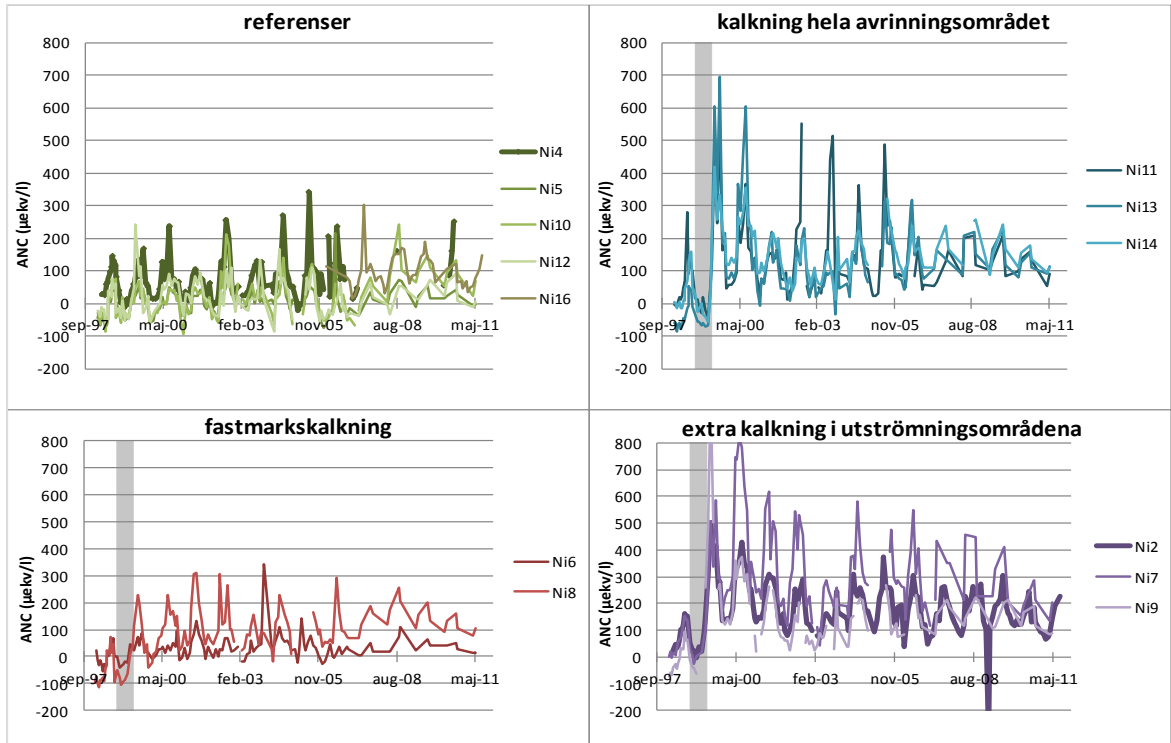 referenser
800
700
600
500
400
300
200
100
0
-100
-200
ANC (µekv/l)
sep-97 maj-00 feb-03 nov-05 aug-08 maj-11
Ni4
Ni5
Ni10
Ni12
Ni16
kalkning hela avrinningsområdet
800
700
600
500
400
300
200
100
0
-100
-200
ANC (µekv/l)
sep-97 maj-00 feb-03 nov-05 aug-08 maj-11
Ni11
Ni13
Ni14
fastmarkskalkning
800
700
600
500
400
300
200
100
0
-100
-200
ANC (µekv/l)
sep-97 maj-00 feb-03 nov-05 aug-08 maj-11
Ni6
Ni8
extra kalkning i utströmningsområdena
800
700
600
500
400
300
200
100
0
-100
-200
ANC (µekv/l)
sep-97 maj-00 feb-03 nov-05 aug-08 maj-11
Ni2
Ni7
Ni9